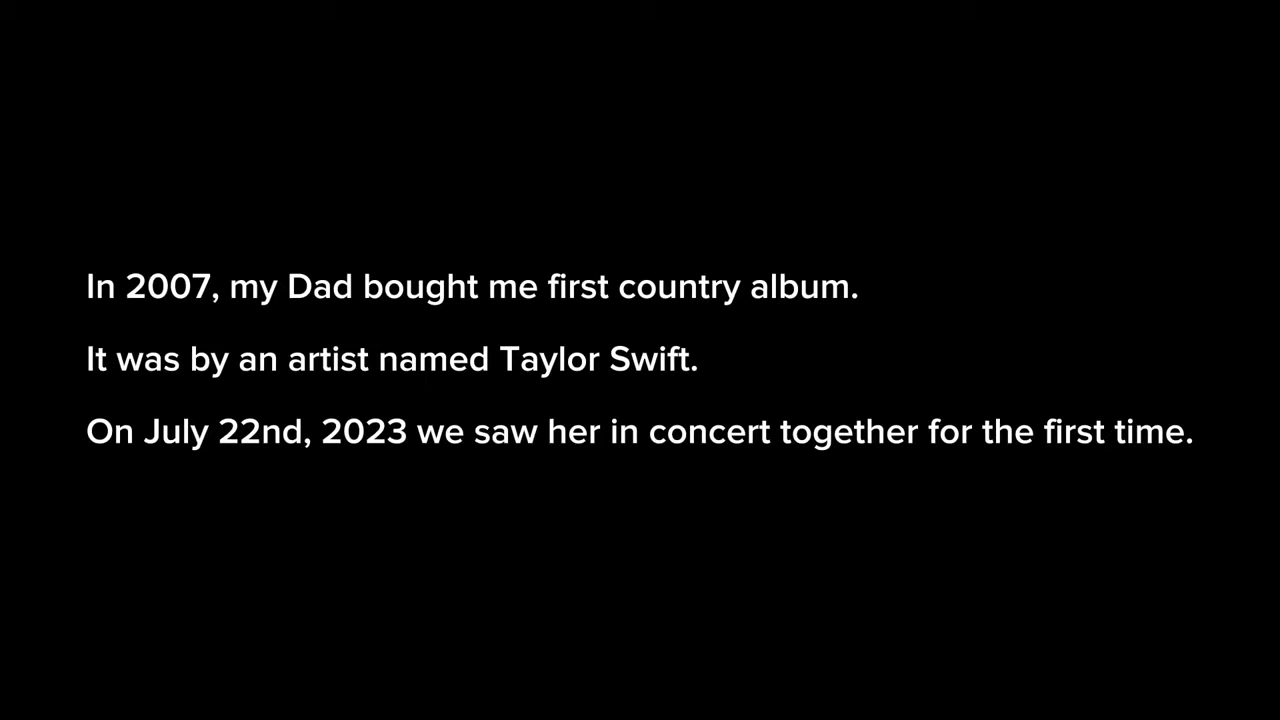 In 2007, my Dad bought me first country album.
It was by an artist named Taylor Swift.
On July 22nd, 2023 we saw her in concert together for the first time.